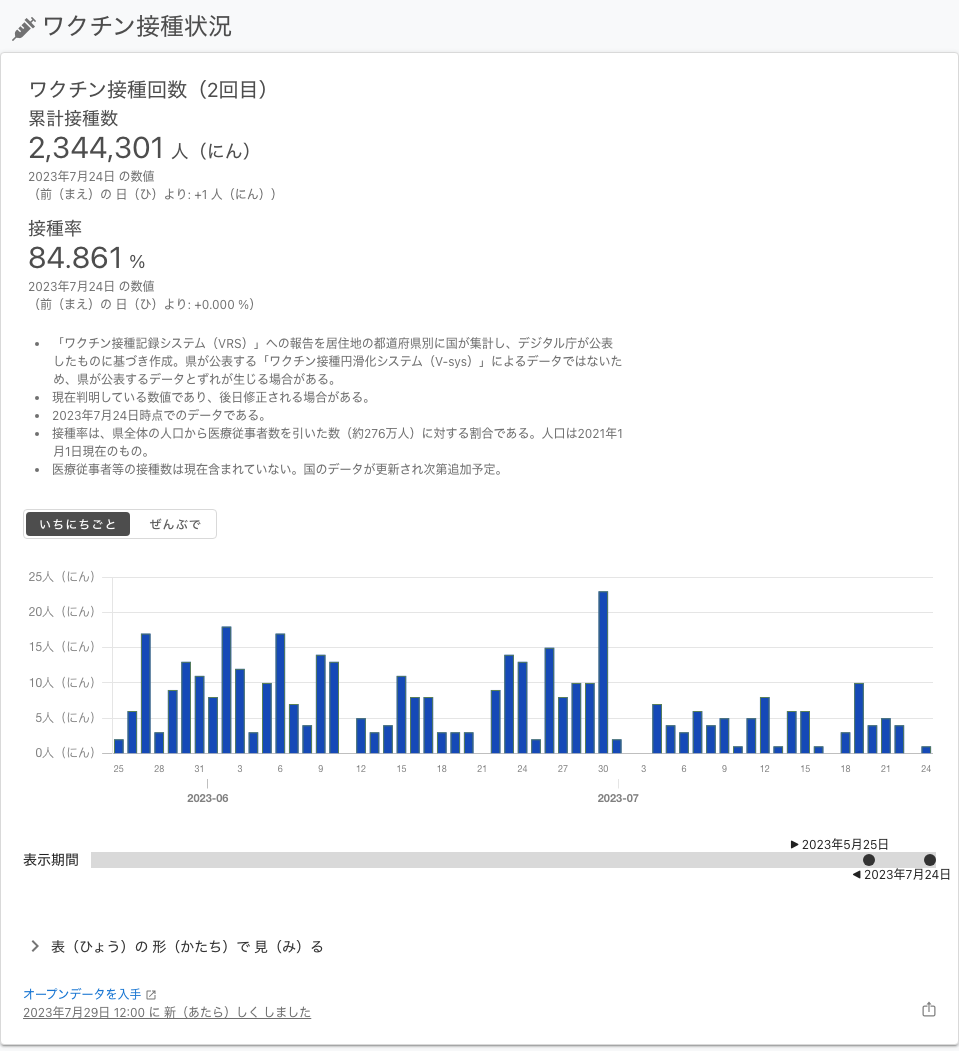 ワクチン接種状況
ワクチン接種回数（2回目）
累計接種数
2,344,301 人（にん）
2023年7月24日 の数値
（前（まえ）の 日（ひ）より: +1 人（にん））
接種率
84.861 %
2023年7月24日 の数値
（前（まえ）の 日（ひ）より: +0.000 %）
• 「ワクチン接種記録システム（VRS）」への報告を居住地の都道府県別に国が集計し、デジタル庁が公表
したものに基づき作成。県が公表する「ワクチン接種円滑化システム（V-sys）」によるデータではないた
め、県が公表するデータとずれが生じる場合がある。
• 現在判明している数値であり、後日修正される場合がある。
• 2023年7月24日時点でのデータである。
• 接種率は、県全体の人口から医療従事者数を引いた数（約276万人）に対する割合である。人口は2021年1
月1日現在のもの。
• 医療従事者等の接種数は現在含まれていない。国のデータが更新され次第追加予定。
いちにちごと ぜんぶで
25人（にん）
20人（にん）
15人（にん）
10人（にん）
5人（にん）
0人（にん）
25 28 31 3 6 9 12 15 18 21 24 27 30 3 6 9 12 15 18 21 24
2023-06 2023-07
▶ 2023年5月25日
表示期間
◀ 2023年7月24日
表（ひょう）の 形（かたち）で 見（み）る
オープンデータを入手
2023年7月29日 12:00 に 新（あたら）しく しました